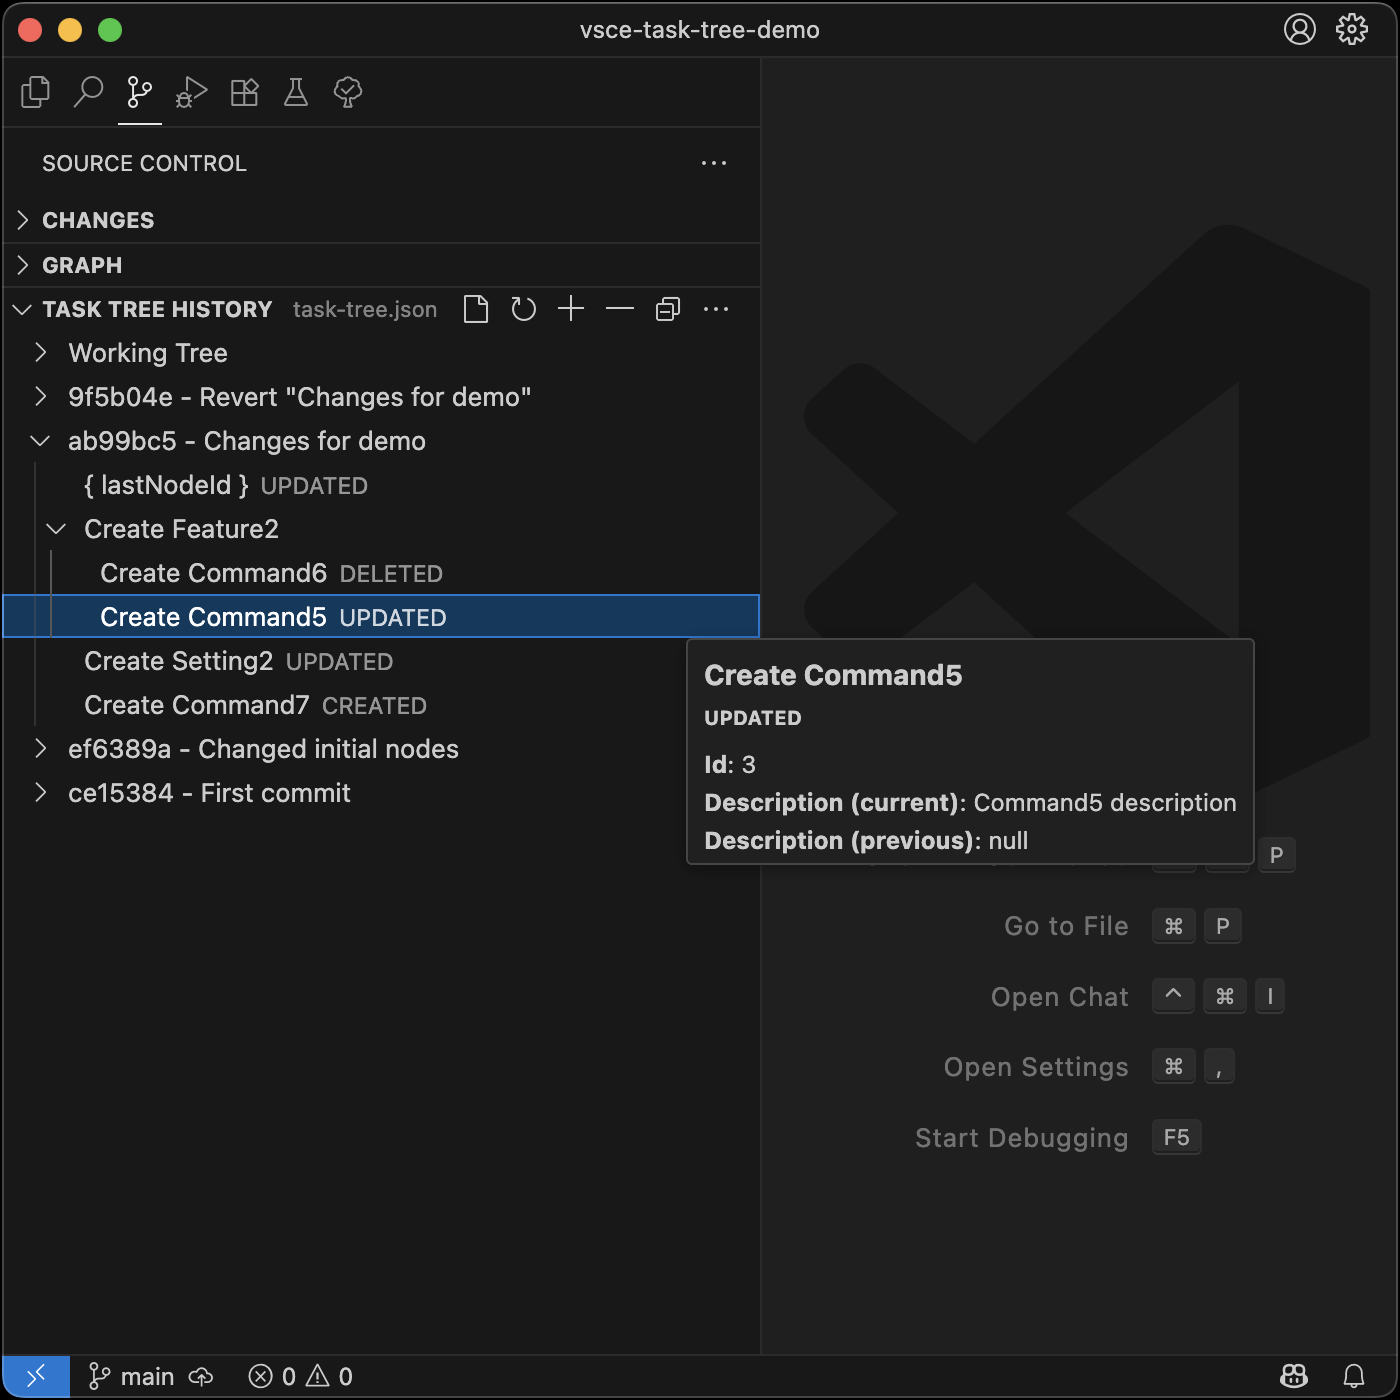 vsce-task-tree-demo
SOURCE CONTROL
CHANGES
GRAPH
TASK TREE HISTORY task-tree.json
Working Tree
9f5b04e - Revert "Changes for demo"
ab99bc5 - Changes for demo
{ lastNodeId } UPDATED
Create Feature2
Create Command6 DELETED
Create Command5 UPDATED
Create Setting2 UPDATED
Create Command7 CREATED
ef6389a - Changed initial nodes
ce15384 - First commit
Create Command5
UPDATED
Id: 3
Description (current): Command5 description
Description (previous): null
P
Go to File ⌘ P
Open Chat ^ ⌘ I
Open Settings ⌘ ,
Start Debugging F5
main 0 0